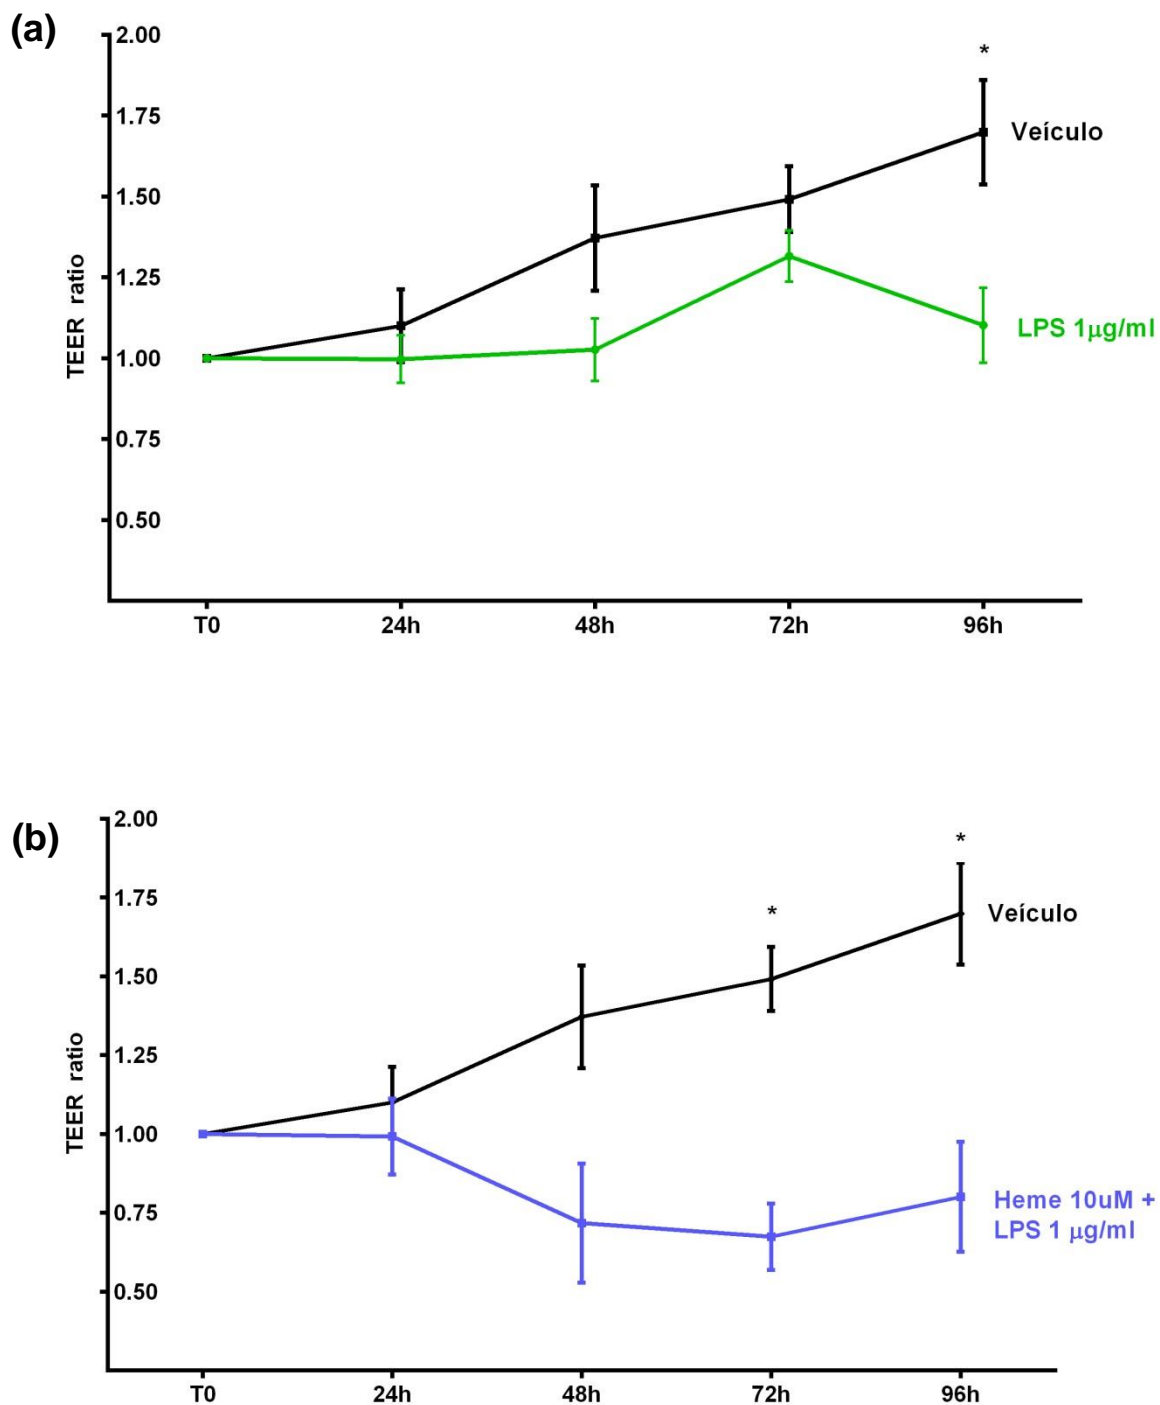 (a)
2.00
*
1.75
Veículo
1.50
1.25
LPS 1μg/ml
TEER ratio
1.00
0.75
0.50
T0 24h 48h 72h 96h
(b)
2.00
*
*
1.75
Veículo
1.50
1.25
TEER ratio
1.00
Heme 10uM +
0.75
LPS 1 μg/ml
0.50
T0 24h 48h 72h 96h